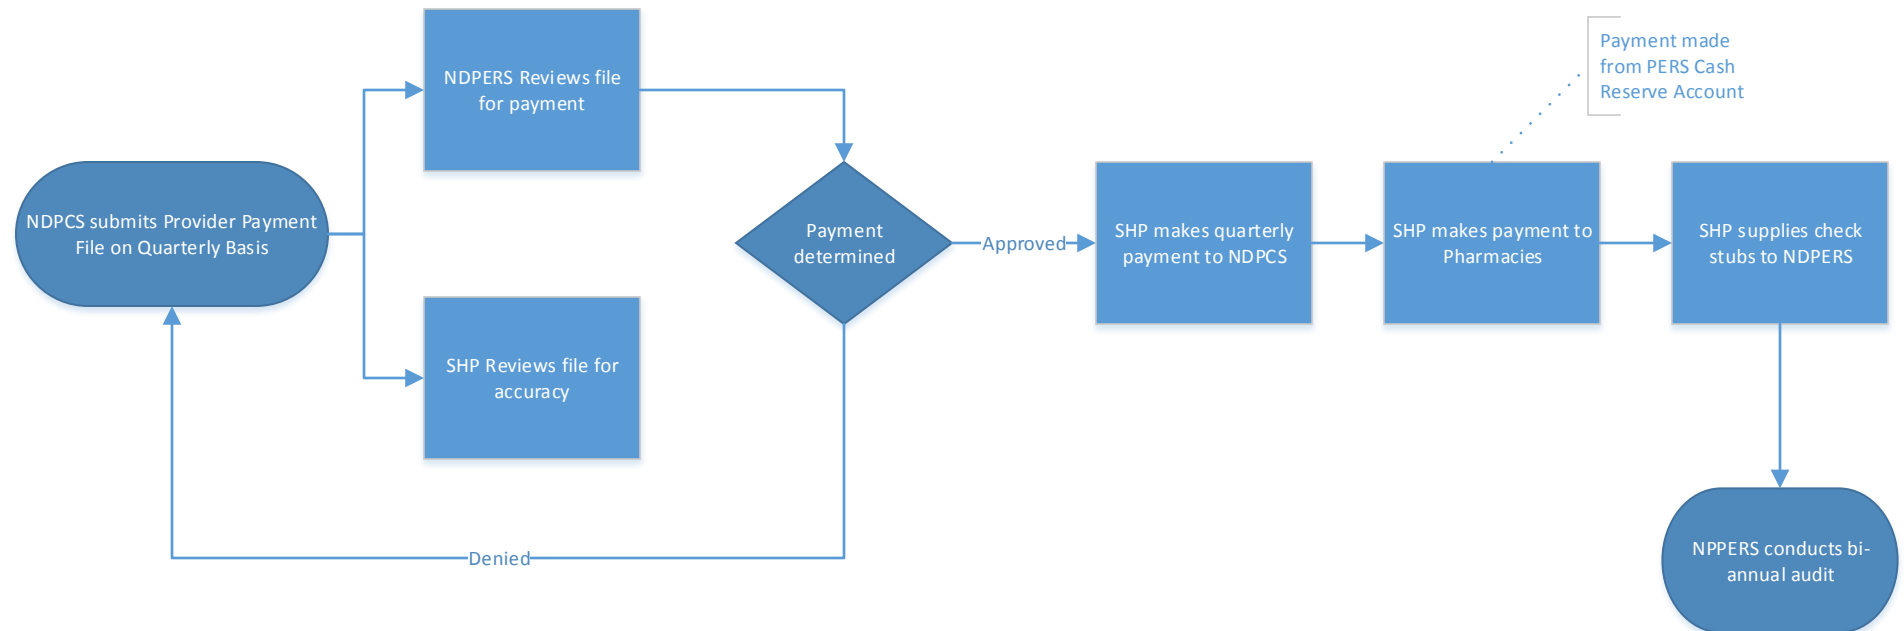 NDPCS submits Provider Payment
File on Quarterly Basis
NDPERS Reviews file
for payment
SHP Reviews file for
accuracy
Payment
determined
Approved
Denied
SHP makes quarterly
payment to NDPCS
SHP makes payment to
Pharmacies
Payment made
from PERS Cash
Reserve Account
SHP supplies check
stubs to NDPERS
NPPERS conducts bi-
annual audit